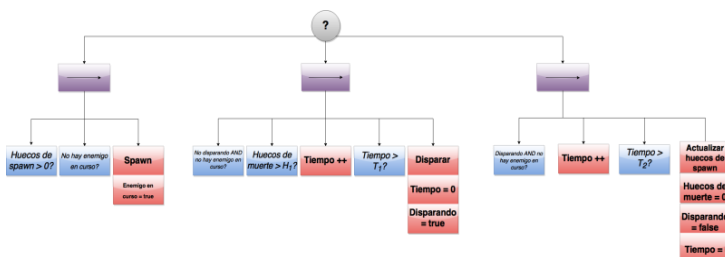 ?
Huecos de
spawn > 0?
No hay enemigo
en curso?
Spawn
Enemigo en
curso = true
No disparando AND
no hay enemigo en
curso?
Huecos de
muerte > H₁?
Tiempo ++
Tiempo >
T₁?
Disparar
Tiempo = 0
Disparando
= true
Disparando AND no
hay enemigo en
curso?
Tiempo ++
Tiempo >
T₂?
Actualizar
huecos de
spawn
Huecos de
muerte = 0
Disparando
= false
Tiempo =